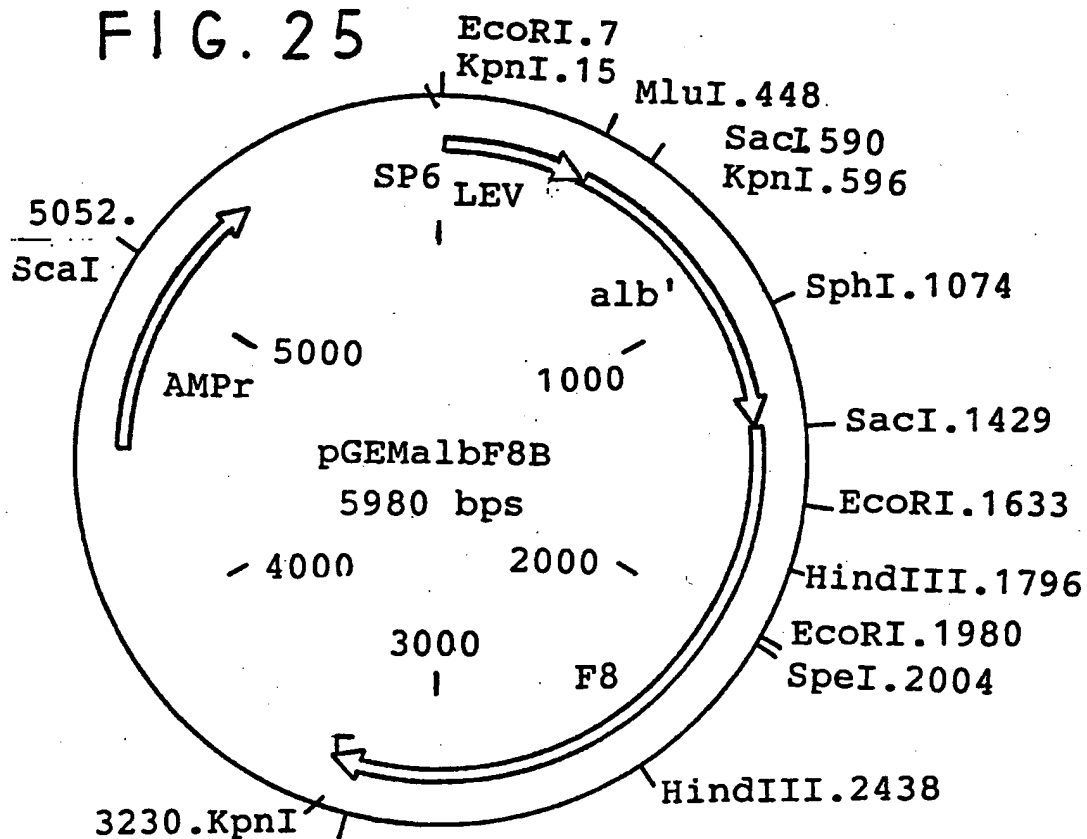 FIG. 25
EcoRI.7
KpnI.15
MluI.448
SacI590
KpnI.596
SP6
LEV
5052.
ScaI
alb'
SphI.1074
5000
1000
AMPr
SacI.1429
pGEMalbF8B
5980 bps
EcoRI.1633
4000
2000
HindIII.1796
EcoRI.1980
3000
F8
SpeI.2004
HindIII.2438
3230.KpnI